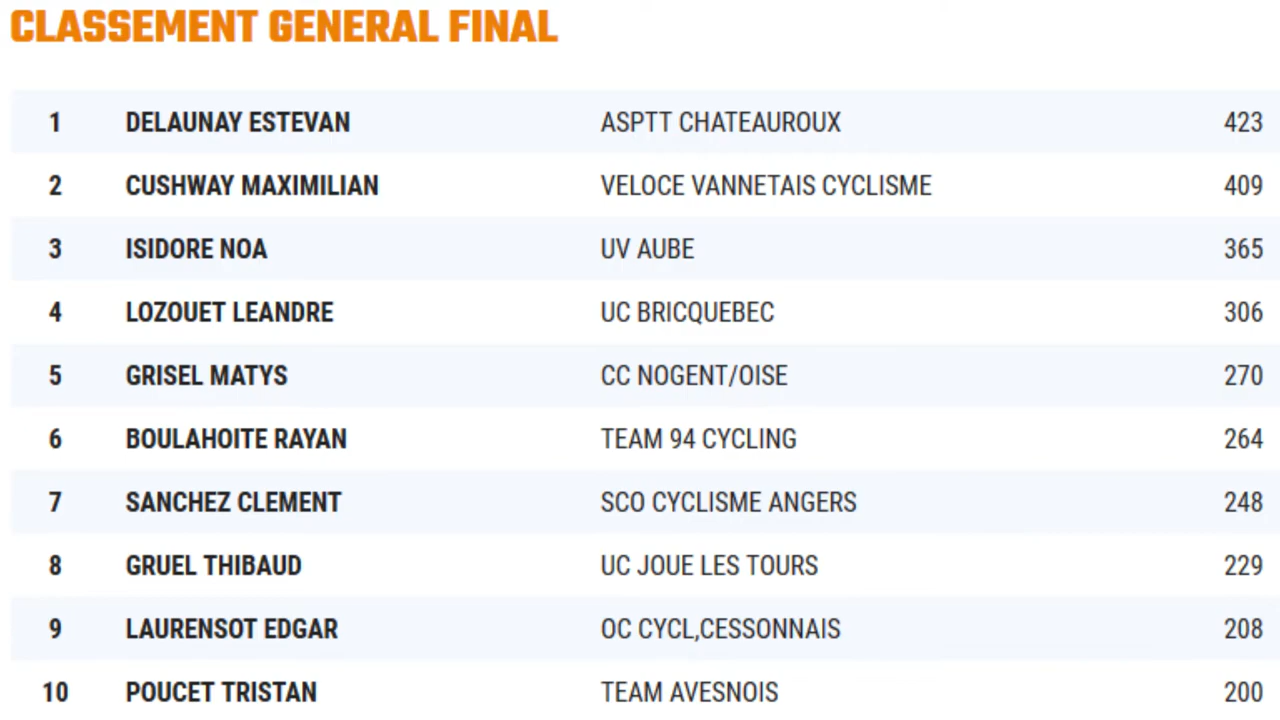 CLASSEMENT GENERAL FINAL
1 DELAUNAY ESTEVAN ASPTT CHATEAUROUX 423
2 CUSHWAY MAXIMILIAN VELOCE VANNETAIS CYCLISME 409
3 ISIDORE NOA UV AUBE 365
4 LOZOUET LEANDRE UC BRICQUEBEC 306
5 GRISEL MATYS CC NOGENT/OISE 270
6 BOULAHOITE RAYAN TEAM 94 CYCLING 264
7 SANCHEZ CLEMENT SCO CYCLISME ANGERS 248
8 GRUEL THIBAUD UC JOUE LES TOURS 229
9 LAURENSOT EDGAR OC CYCL,CESSONNAIS 208
10 POUCET TRISTAN TEAM AVESNOIS 200